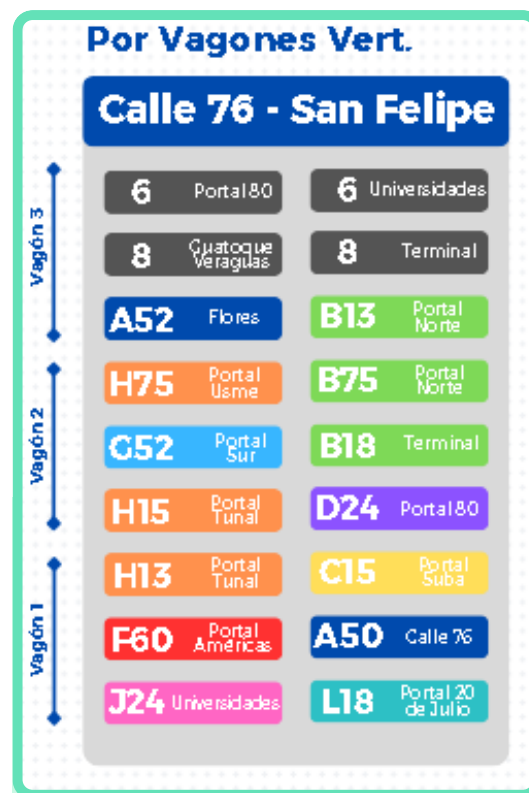 Por Vagones Vert.
Calle 76 - San Felipe
Vagón 3
6 Portal 80
6 Universidades
8 Guatoque Veraguas
8 Terminal
A52 Flores
B13 Portal Norte
Vagón 2
H75 Portal Usme
B75 Portal Norte
G52 Portal Sur
B18 Terminal
H15 Portal Tunal
D24 Portal 80
Vagón 1
H13 Portal Tunal
C15 Portal Suba
F60 Portal Américas
A50 Calle 76
J24 Universidades
L18 Portal 20 de Julio